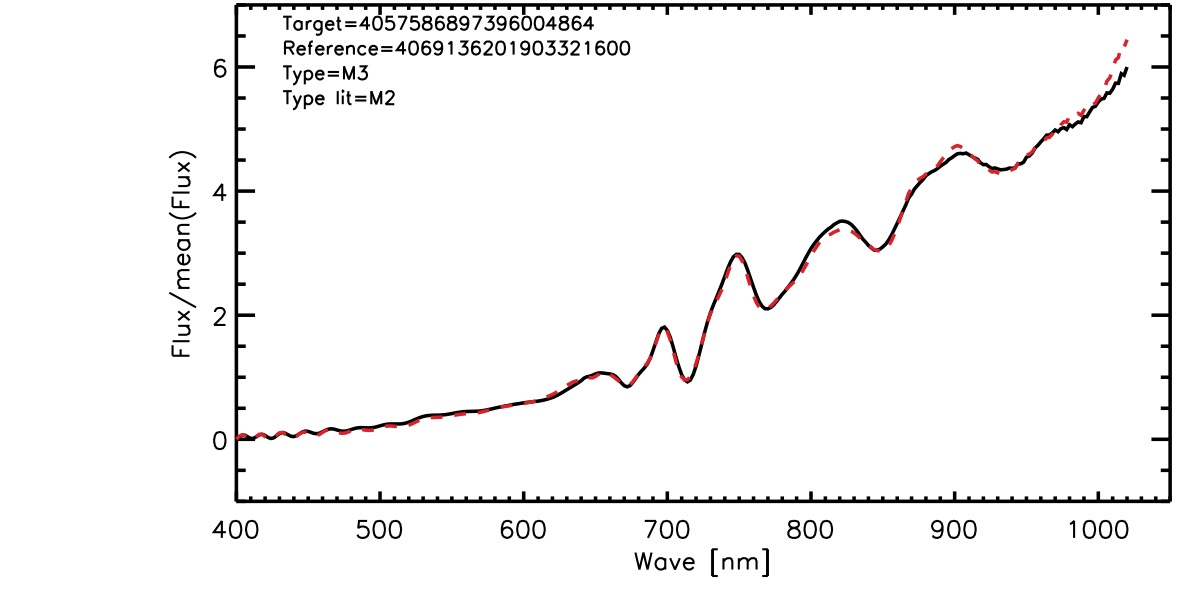 Target=4057586897396004864
Reference=4069136201903321600
Type=M3
Type lit=M2
Flux/mean(Flux)
6
4
2
0
400 500 600 700 800 900 1000
Wave [nm]